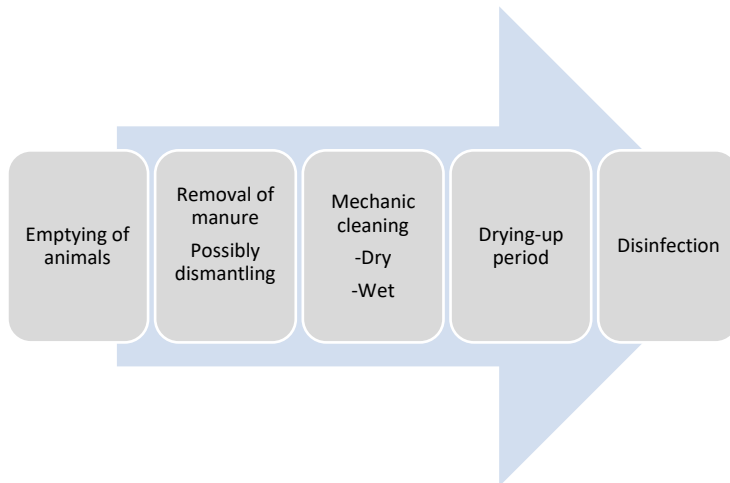 Emptying of
animals
Removal of
manure
Possibly
dismantling
Mechanic
cleaning
-Dry
-Wet
Drying-up
period
Disinfection